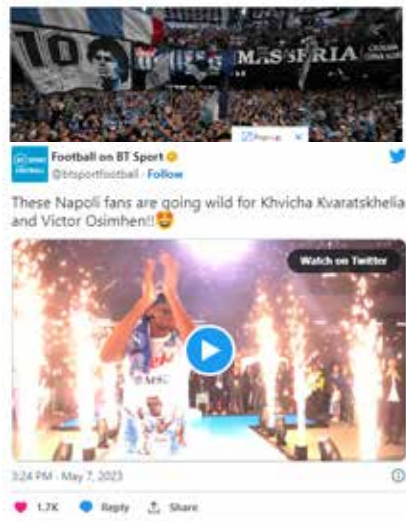 10
MASSERIA
Football on BT Sport
@btsportfootball · Follow
These Napoli fans are going wild for Khvicha Kvaratskhelia
and Victor Osimhen!!🤩
Watch on Twitter
MSC
3:24 PM · May 7, 2023
1.7K Reply Share